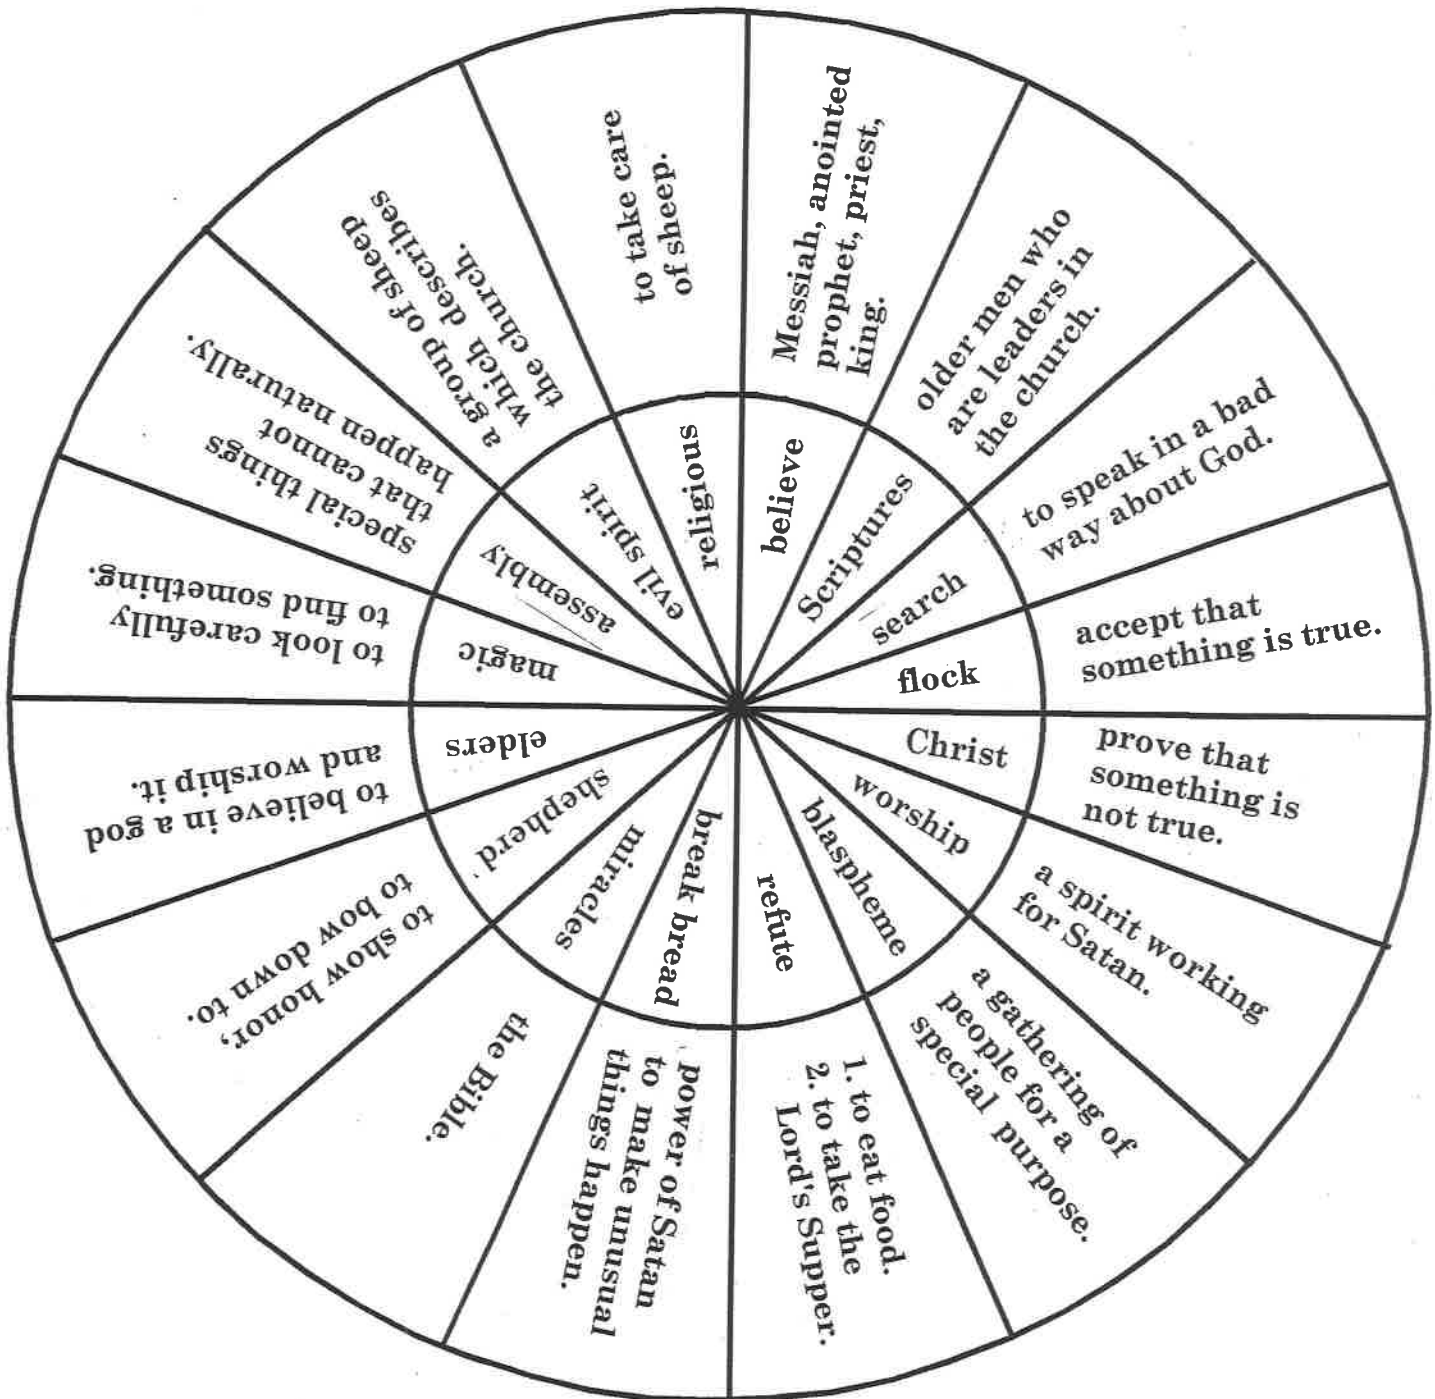 Messiah, anointed
prophet, priest,
king.
older men who
are leaders in
the church.
to speak in a bad
way about God.
accept that
something is true.
prove that
something is
not true.
a spirit working
for Satan.
a gathering of
people for a
special purpose.
1. to eat food.
2. to take the
Lord's Supper.
power of Satan
to make unusual
things happen.
the Bible.
to show honor,
to bow down to.
to believe in a god
and worship it.
to look carefully
to find something.
special things
that cannot
happen naturally.
a group of sheep
which describes
the church.
to take care
of sheep.
believe
Scriptures
search
flock
Christ
worship
blaspheme
refute
break bread
miracles
shepherd
elders
magic
assembly
evil spirit
religious